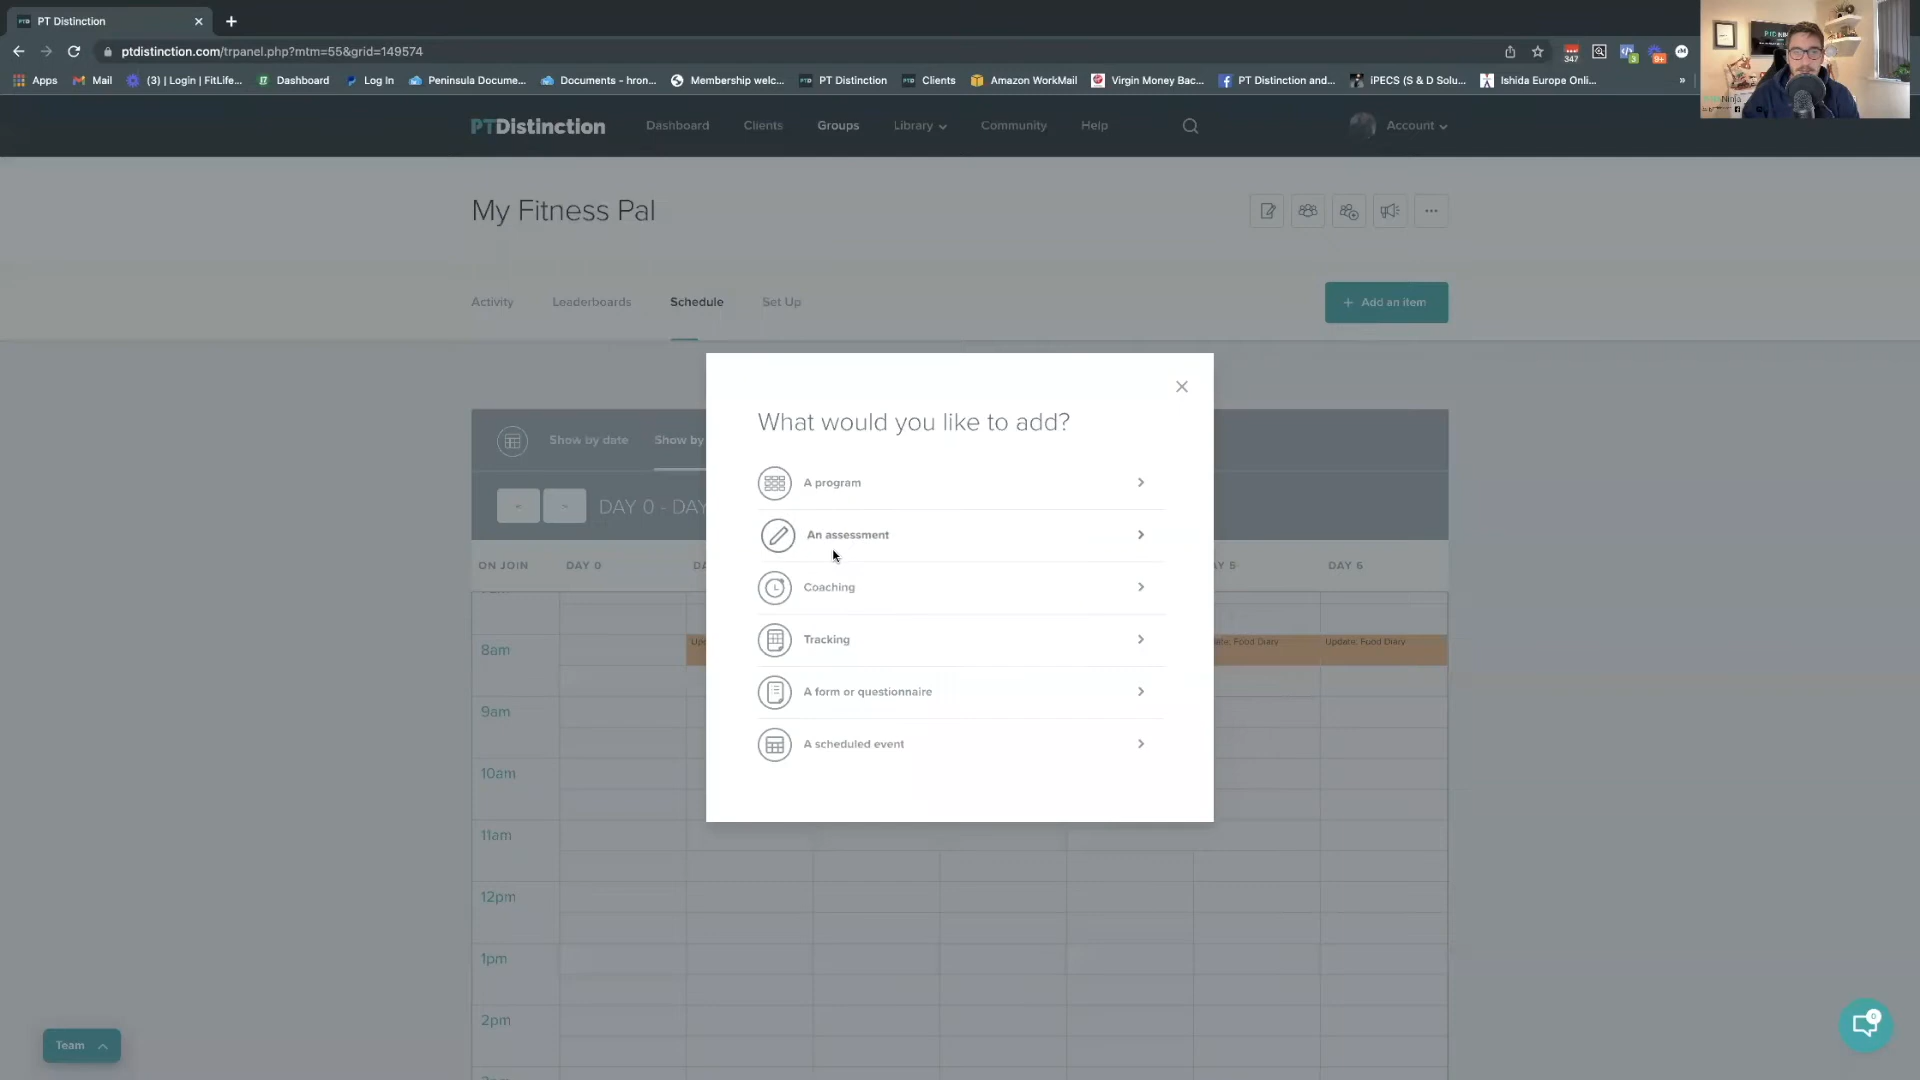 PT Distinction
ptdistinction.com/trpanel.php?mtm=55&grid=149574
347
3
9+
Apps Mail (3) | Login | FitLife... Dashboard Log In Peninsula Docume... Documents - hron... Membership welc... PT Distinction Clients Amazon WorkMail Virgin Money Bac... PT Distinction and... iPECS (S & D Solu... Ishida Europe Onli... »
PTDistinction Dashboard Clients Groups Library Community Help Account
My Fitness Pal
Activity Leaderboards Schedule Set Up + Add an item
What would you like to add?
Show by date Show by
A program
DAY 0 - DAY
An assessment
ON JOIN DAY 0 DAY 5 DAY 6
Coaching
8am Update, Food Diary
Tracking
A form or questionnaire
9am
A scheduled event
10am
11am
12pm
1pm
2pm
Team
0